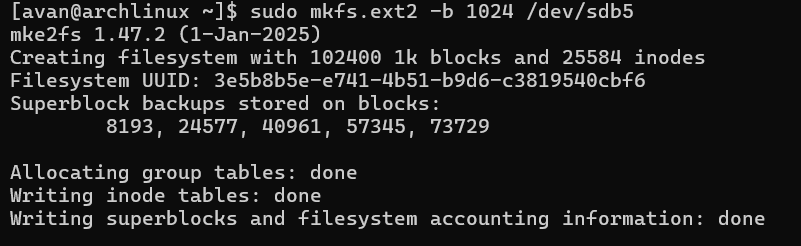 [avan@archlinux ~]$ sudo mkfs.ext2 -b 1024 /dev/sdb5
mke2fs 1.47.2 (1-Jan-2025)
Creating filesystem with 102400 1k blocks and 25584 inodes
Filesystem UUID: 3e5b8b5e-e741-4b51-b9d6-c3819540cbf6
Superblock backups stored on blocks:
        8193, 24577, 40961, 57345, 73729

Allocating group tables: done
Writing inode tables: done
Writing superblocks and filesystem accounting information: done